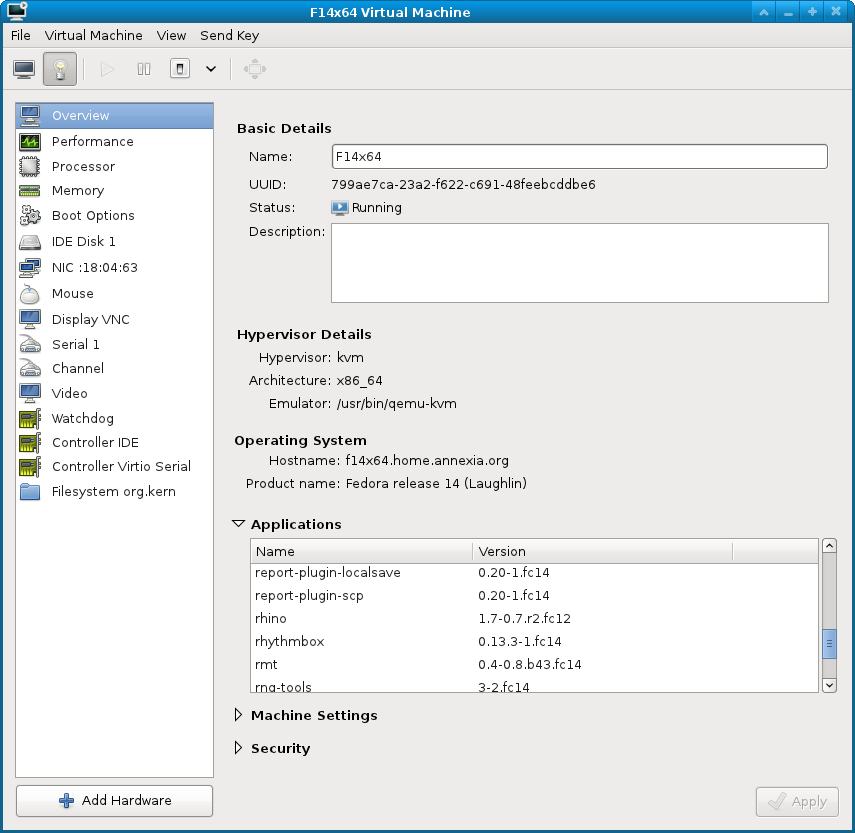 F14x64 Virtual Machine
File Virtual Machine View Send Key
Overview
Performance
Processor
Memory
Boot Options
IDE Disk 1
NIC :18:04:63
Mouse
Display VNC
Serial 1
Channel
Video
Watchdog
Controller IDE
Controller Virtio Serial
Filesystem org.kern
Add Hardware
Basic Details
Name: F14x64
UUID: 799ae7ca-23a2-f622-c691-48feebcddbe6
Status: Running
Description:
Hypervisor Details
Hypervisor: kvm
Architecture: x86_64
Emulator: /usr/bin/qemu-kvm
Operating System
Hostname: f14x64.home.annexia.org
Product name: Fedora release 14 (Laughlin)
Applications
Name Version
report-plugin-localsave 0.20-1.fc14
report-plugin-scp 0.20-1.fc14
rhino 1.7-0.7.r2.fc12
rhythmbox 0.13.3-1.fc14
rmt 0.4-0.8.b43.fc14
rng-tools 3-2.fc14
Machine Settings
Security
Apply